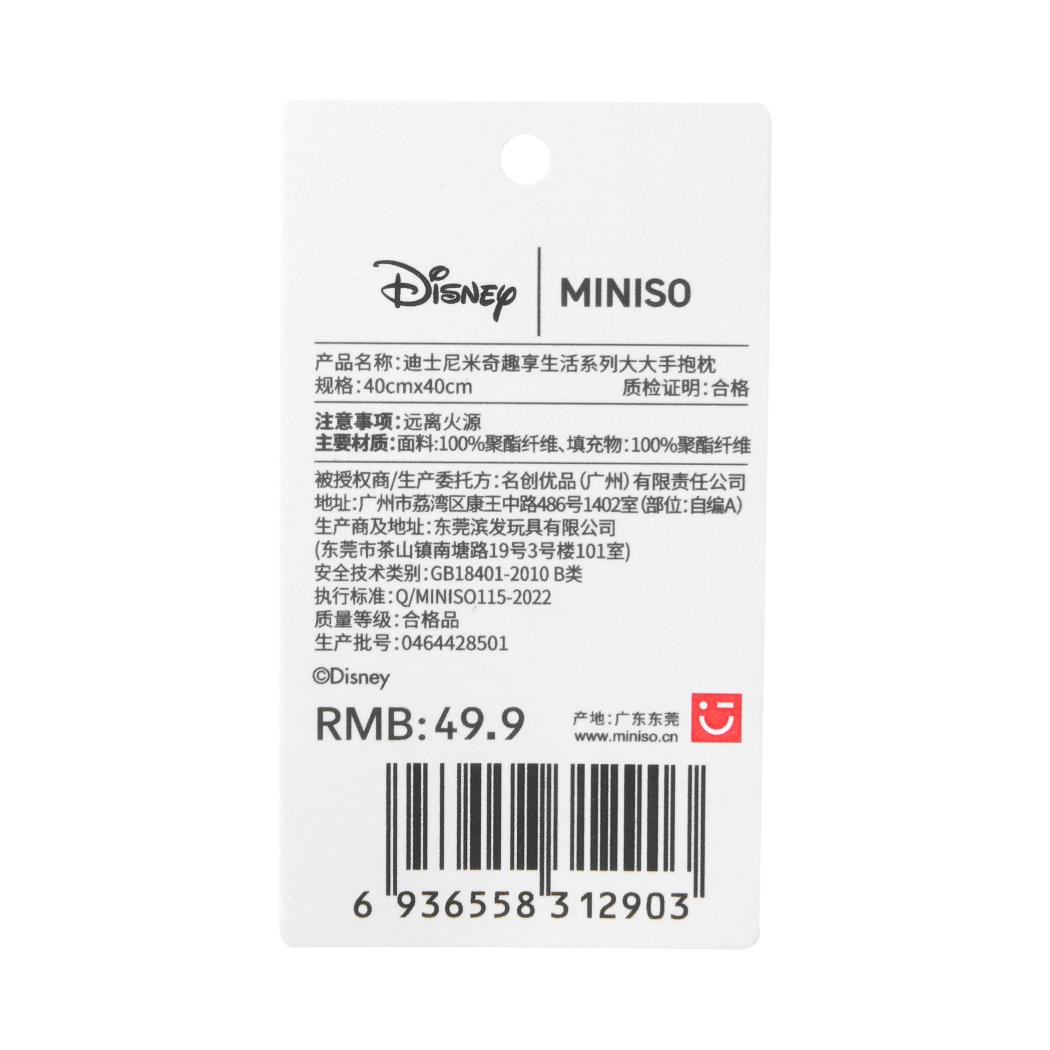 Disney | MINISO
产品名称:迪士尼米奇趣享生活系列大大手抱枕
规格:40cmx40cm 质检证明:合格
注意事项:远离火源
主要材质:面料:100%聚酯纤维、填充物:100%聚酯纤维
被授权商/生产委托方:名创优品(广州)有限责任公司
地址:广州市荔湾区康王中路486号1402室(部位:自编A)
生产商及地址:东莞滨发玩具有限公司
(东莞市茶山镇南塘路19号3号楼101室)
安全技术类别:GB18401-2010 B类
执行标准:Q/MINISO115-2022
质量等级:合格品
生产批号:0464428501
©Disney
RMB:49.9
产地:广东东莞
www.miniso.cn
6 936558 312903